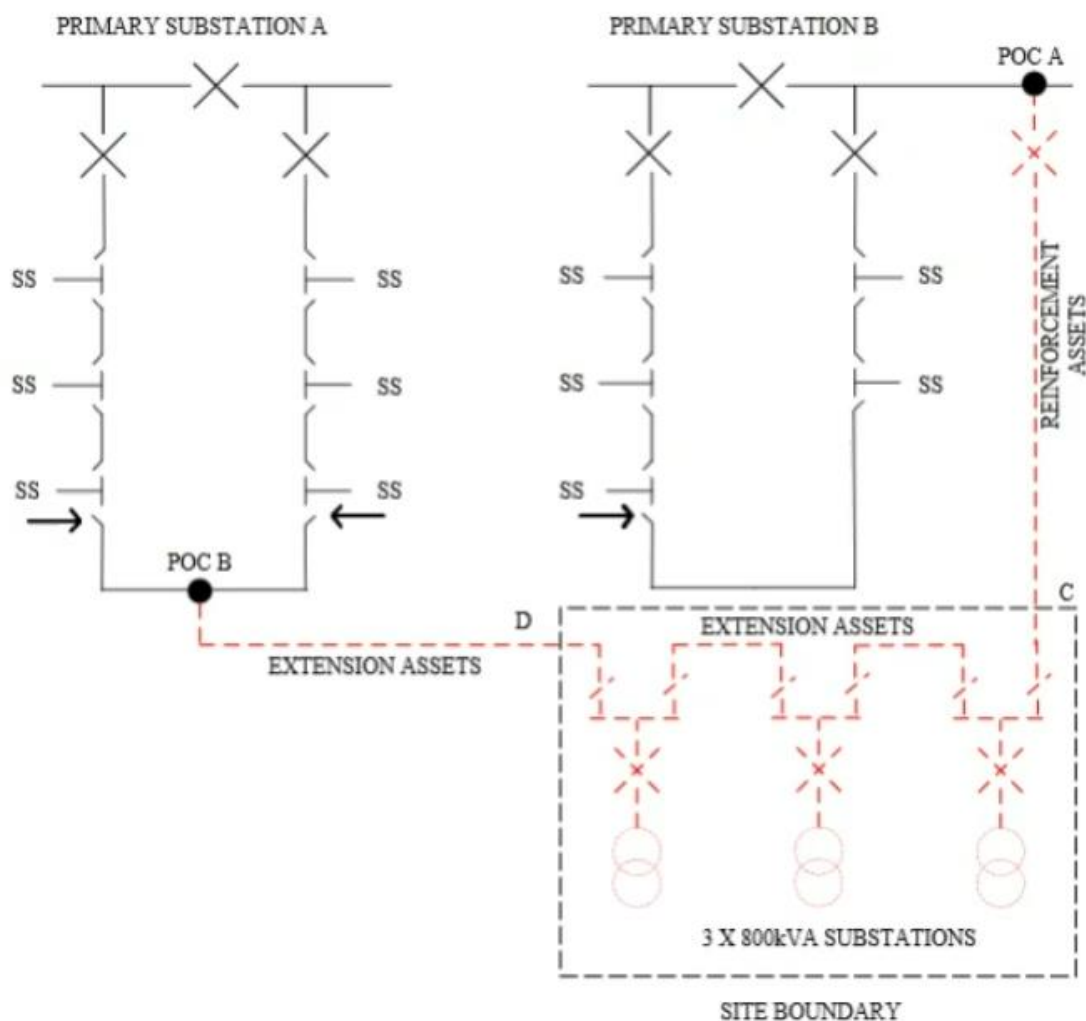 PRIMARY SUBSTATION A
PRIMARY SUBSTATION B
POC A
SS
SS
SS
SS
SS
SS
SS
SS
SS
SS
SS
REINFORCEMENT
ASSETS
POC B
D
C
EXTENSION ASSETS
EXTENSION ASSETS
3 X 800kVA SUBSTATIONS
SITE BOUNDARY